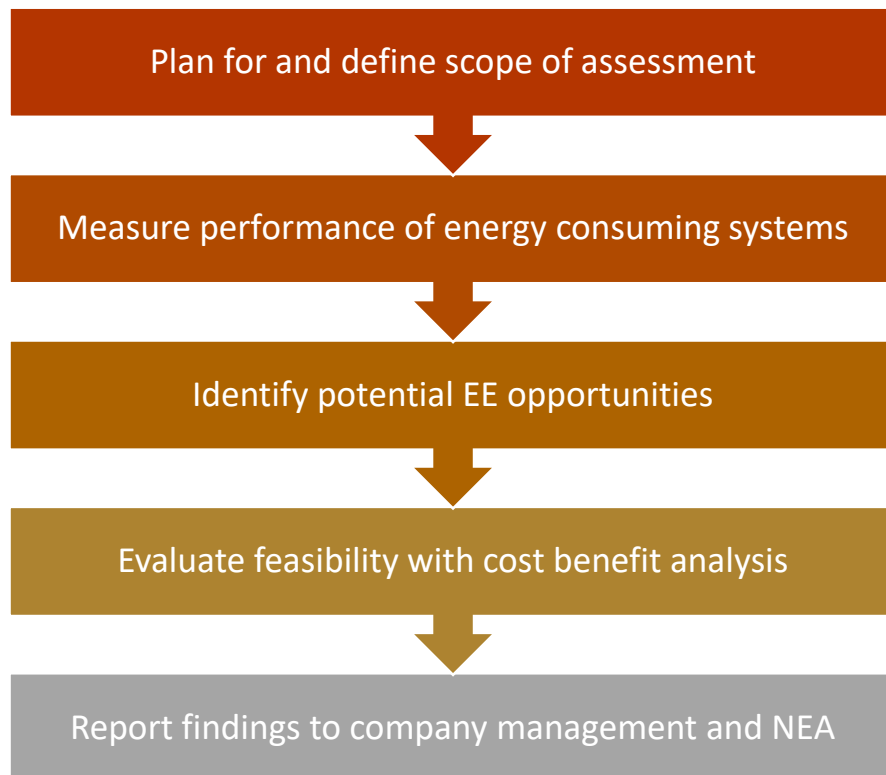 Plan for and define scope of assessment
Measure performance of energy consuming systems
Identify potential EE opportunities
Evaluate feasibility with cost benefit analysis
Report findings to company management and NEA